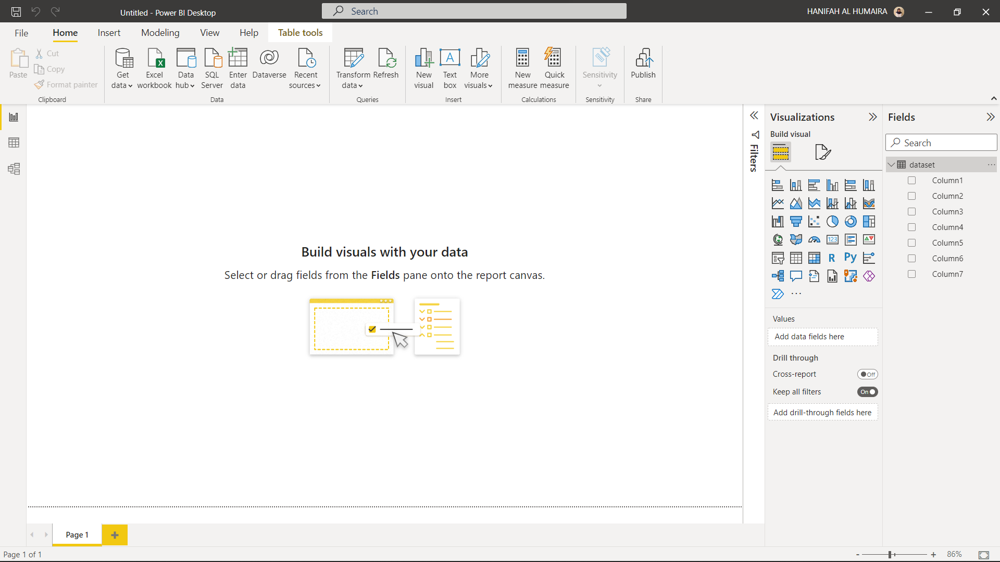 Untitled - Power BI Desktop
Search
HANIFAH AL HUMAIRA
File
Home
Insert
Modeling
View
Help
Table tools
Paste
Cut
Copy
Format painter
Clipboard
Get data
Excel workbook
Data hub
SQL Server
Enter data
Dataverse
Recent sources
Data
Transform data
Refresh
Queries
New visual
Text box
More visuals
Insert
New measure
Quick measure
Calculations
Sensitivity
Sensitivity
Publish
Share
Build visuals with your data
Select or drag fields from the Fields pane onto the report canvas.
Filters
Visualizations
Build visual
123
R
Py
Values
Add data fields here
Drill through
Cross-report
Off
Keep all filters
On
Add drill-through fields here
Fields
Search
dataset
Column1
Column2
Column3
Column4
Column5
Column6
Column7
Page 1
Page 1 of 1
86%